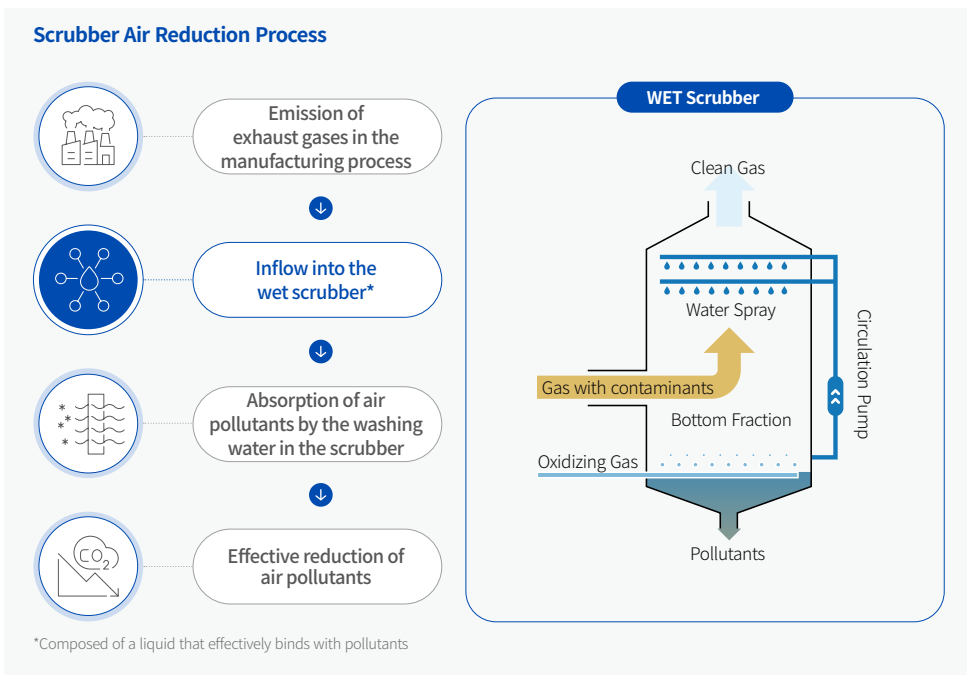 Scrubber Air Reduction Process
Emission of
exhaust gases in the
manufacturing process
Inflow into the
wet scrubber*
Absorption of air
pollutants by the washing
water in the scrubber
CO2
Effective reduction of
air pollutants
*Composed of a liquid that effectively binds with pollutants
WET Scrubber
Clean Gas
Water Spray
Circulation Pump
Gas with contaminants
Bottom Fraction
Oxidizing Gas
Pollutants